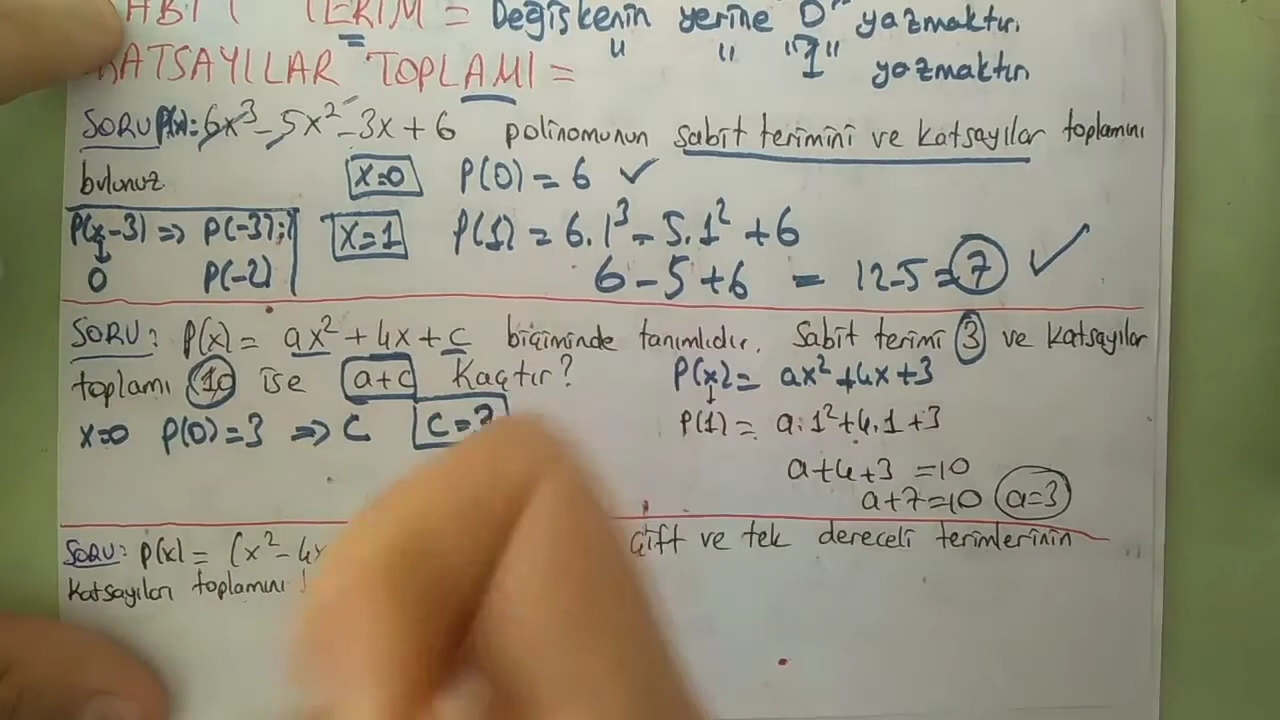 TERİM = Değişkenin yerine "0" yazmaktır.
KATSAYILAR TOPLAMI = " " "1" yazmaktır
SORU P(x)=6x³-5x²-3x+6 polinomunun sabit terimini ve katsayılar toplamını
bulunuz x=0 P(0)=6 ✓
P(x-3) => P(-3) x=1 P(1) = 6.1³-5.1²+6
0 P(-2) 6-5+6 = 12-5=7 ✓
SORU: P(x)= ax²+4x+c biçiminde tanımlıdır. Sabit terimi 3 ve katsayılar
toplamı 10 ise a+c kaçtır? P(x)= ax²+4x+3
x=0 P(0)=3 => C C=3 P(1)= a.1²+4.1+3
a+4+3=10
a+7=10 a=3
SORU: P(x)= (x²-4x çift ve tek dereceli terimlerinin
katsayıları toplamını